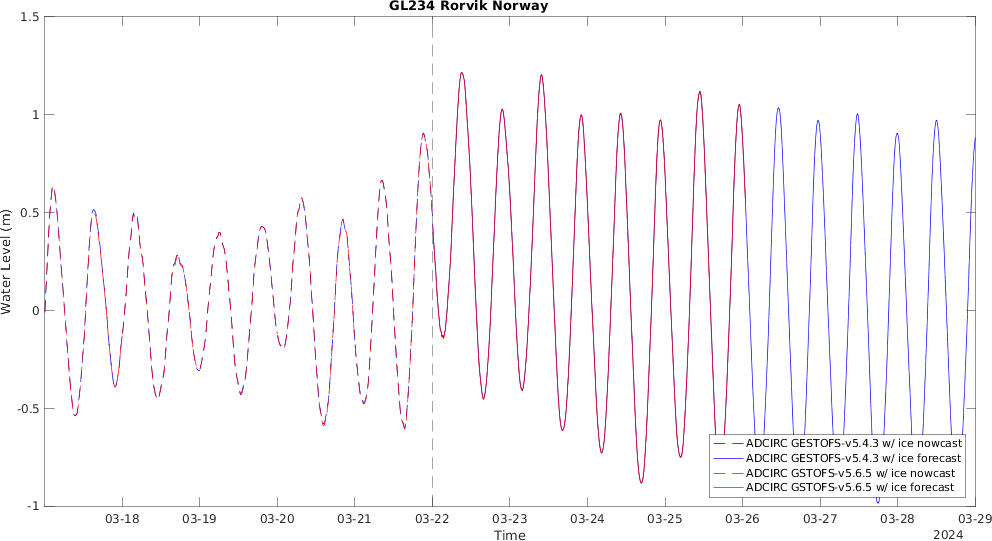 GL234 Rorvik Norway
1.5
1
0.5
0
-0.5
-1
Water Level (m)
ADCIRC GESTOFS-v5.4.3 w/ ice nowcast
ADCIRC GESTOFS-v5.4.3 w/ ice forecast
ADCIRC GSTOFS-v5.6.5 w/ ice nowcast
ADCIRC GSTOFS-v5.6.5 w/ ice forecast
03-18 03-19 03-20 03-21 03-22 03-23 03-24 03-25 03-26 03-27 03-28 03-29
Time
2024